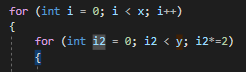 for (int i = 0; i < x; i++)
{
for (int i2 = 0; i2 < y; i2*=2)
{